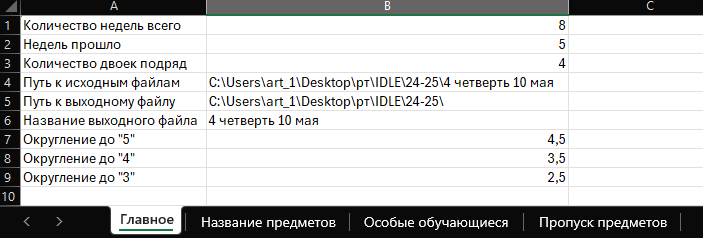 A B C
1 Количество недель всего 8
2 Недель прошло 5
3 Количество двоек подряд 4
4 Путь к исходным файлам C:\Users\art_1\Desktop\рт\IDLE\24-25\4 четверть 10 мая
5 Путь к выходному файлу C:\Users\art_1\Desktop\рт\IDLE\24-25\
6 Название выходного файла 4 четверть 10 мая
7 Округление до "5" 4,5
8 Округление до "4" 3,5
9 Округление до "3" 2,5
10
Главное Название предметов Особые обучающиеся Пропуск предметов